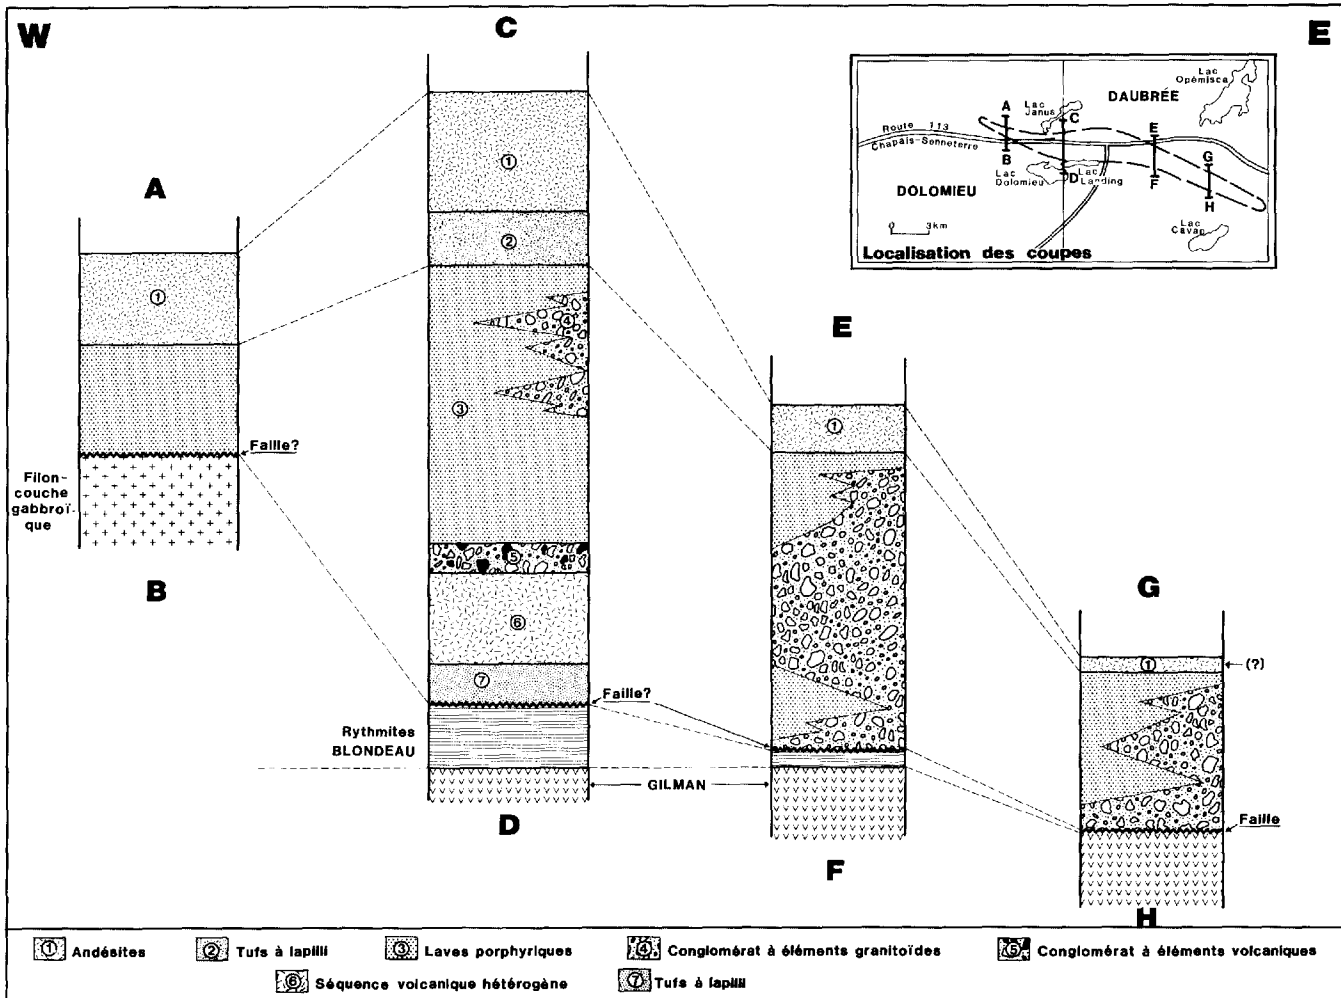 W
C
E
A
①
②
③
④
⑤
⑥
⑦
Faille?
Filon-
couche
gabbroï-
que
B
Rythmites
BLONDEAU
D
①
Faille?
GILMAN
E
①
F
G
①
(?)
Faille
H
Lac
Opémisca
DAUBRÉE
A
Lac
Janus
C
Route 113
Chapais-Senneterre
E
B
G
Lac
Dolomieu
D
Lac
Landing
F
H
DOLOMIEU
0 3km
Lac
Cavan
Localisation des coupes
① Andésites
② Tufs à lapilli
③ Laves porphyriques
④ Conglomérat à éléments granitoïdes
⑤ Conglomérat à éléments volcaniques
⑥ Séquence volcanique hétérogène
⑦ Tufs à lapilli